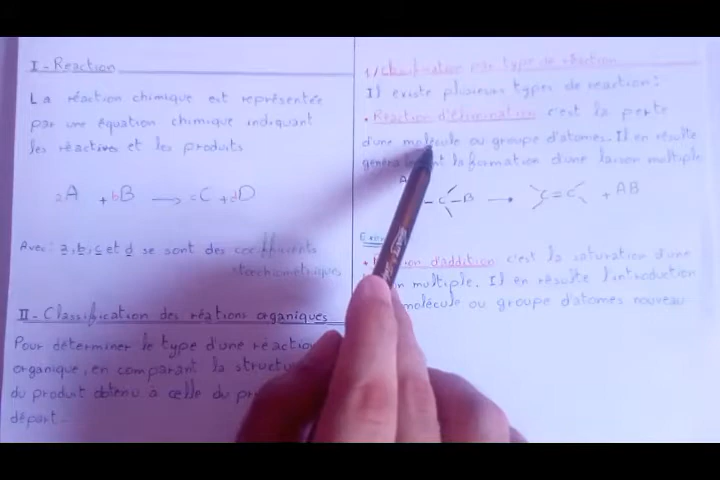 I - Reaction
La réaction chimique est représentée
par une équation chimique indiquant
les réactives et les produits
aA + bB → cC + dD
Avec: a,b,c et d se sont des coefficients
stœchiométriques
II - Classification des réations organiques
Pour déterminer le type d'une réaction
organique, en comparant la structure
du produit obtenu à celle du
départ.
1/ Classification par type de réaction
Il existe plusieurs types de réaction:
• Réaction d'élimination c'est la perte
d'une molécule ou groupe d'atomes. Il en résulte
la formation d'une liaison multiple
A
-C-B → C=C + AB
d'addition c'est la saturation d'une
multiple. Il en résulte l'introduction
molécule ou groupe d'atomes nouveau